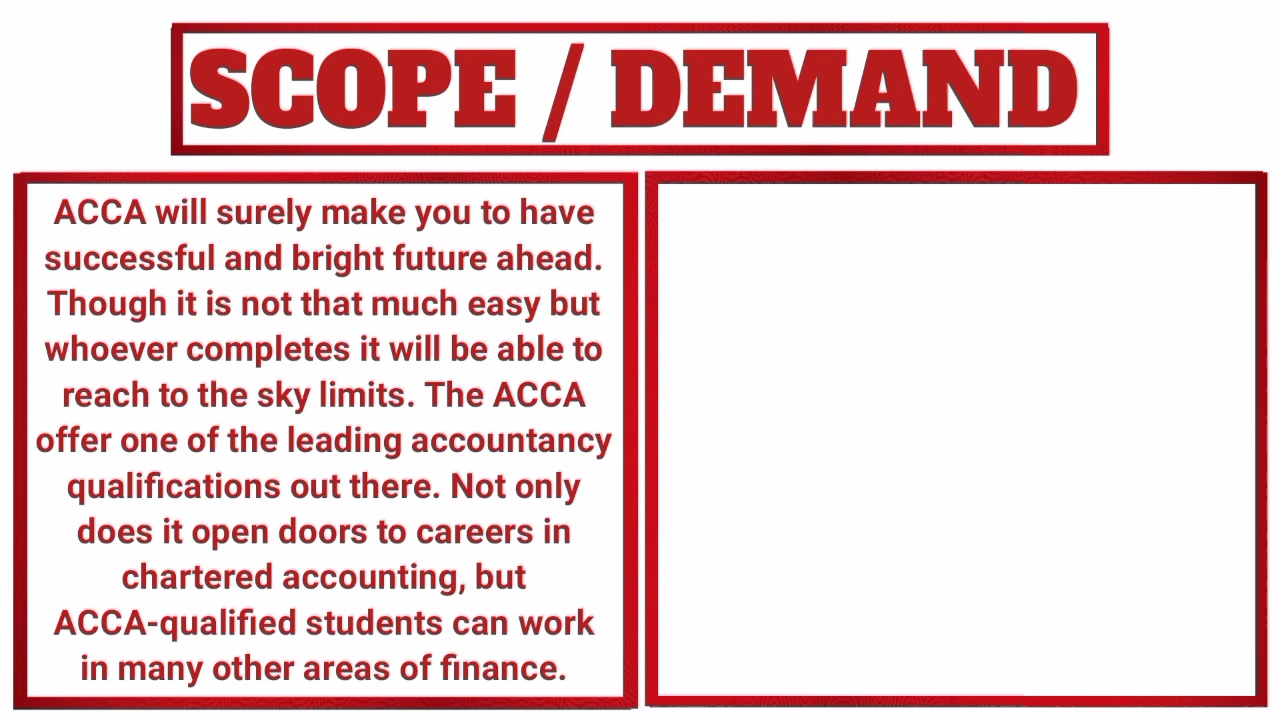 SCOPE / DEMAND
ACCA will surely make you to have
successful and bright future ahead.
Though it is not that much easy but
whoever completes it will be able to
reach to the sky limits. The ACCA
offer one of the leading accountancy
qualifications out there. Not only
does it open doors to careers in
chartered accounting, but
ACCA-qualified students can work
in many other areas of finance.